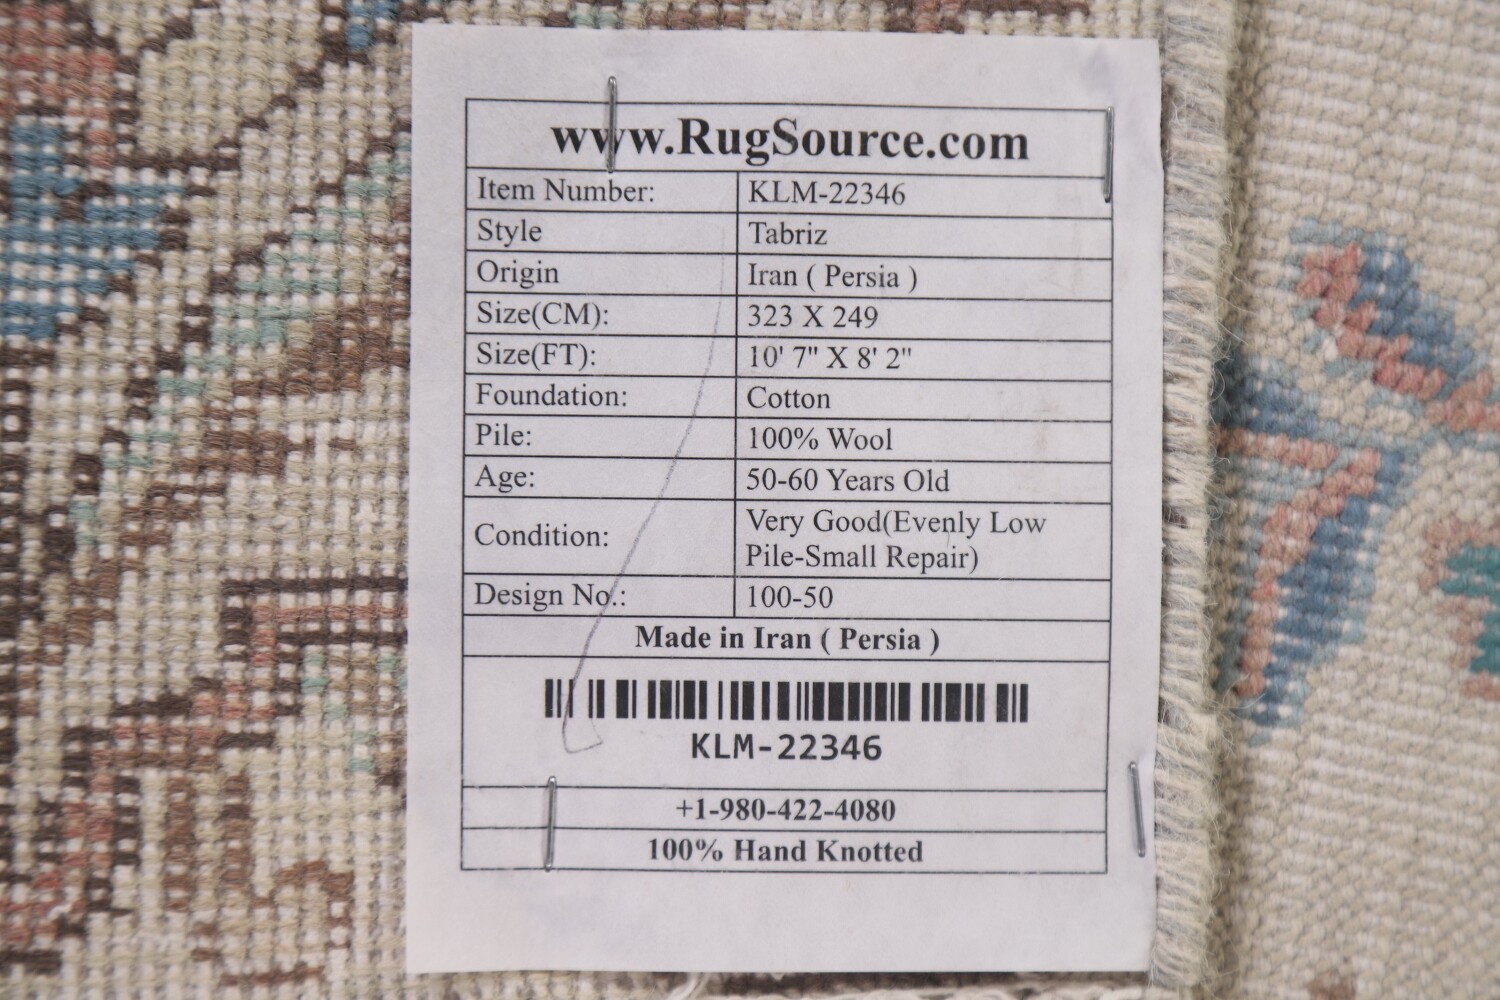 www.RugSource.com
Item Number: KLM-22346
Style Tabriz
Origin Iran ( Persia )
Size(CM): 323 X 249
Size(FT): 10' 7" X 8' 2"
Foundation: Cotton
Pile: 100% Wool
Age: 50-60 Years Old
Condition: Very Good(Evenly Low
Pile-Small Repair)
Design No.: 100-50
Made in Iran ( Persia )
KLM-22346
+1-980-422-4080
100% Hand Knotted